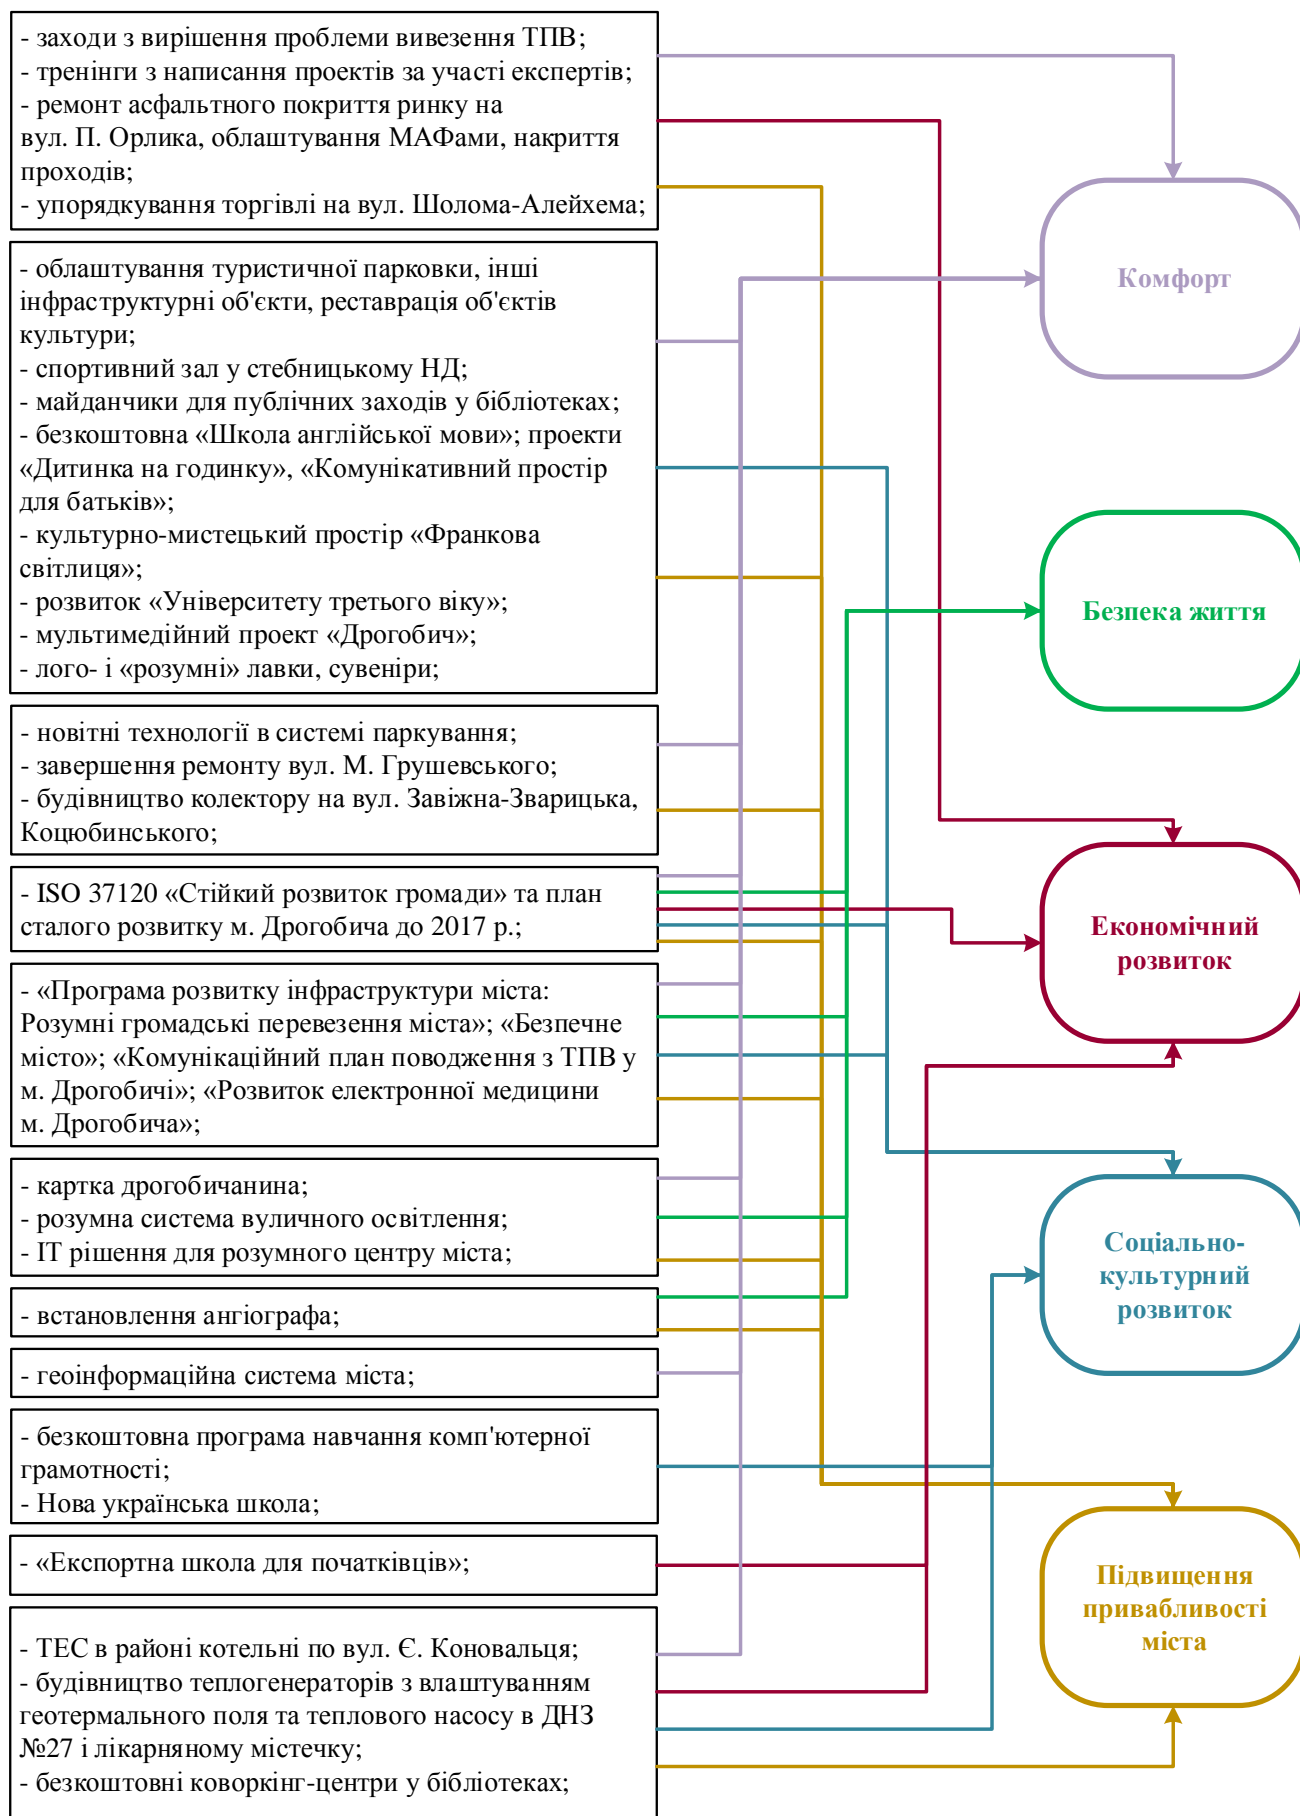 - заходи з вирішення проблеми вивезення ТПВ;
- тренінги з написання проектів за участі експертів;
- ремонт асфальтного покриття ринку на
вул. П. Орлика, облаштування МАФами, накриття
проходів;
- упорядкування торгівлі на вул. Шолома-Алейхема;
- облаштування туристичної парковки, інші
інфраструктурні об'єкти, реставрація об'єктів
культури;
- спортивний зал у стебницькому НД;
- майданчики для публічних заходів у бібліотеках;
- безкоштовна «Школа англійської мови»; проекти
«Дитинка на годинку», «Комунікативний простір
для батьків»;
- культурно-мистецький простір «Франкова
світлиця»;
- розвиток «Університету третього віку»;
- мультимедійний проект «Дрогобич»;
- лого- і «розумні» лавки, сувеніри;
- новітні технології в системі паркування;
- завершення ремонту вул. М. Грушевського;
- будівництво колектору на вул. Завіжна-Зварицька,
Коцюбинського;
- ISO 37120 «Стійкий розвиток громади» та план
сталого розвитку м. Дрогобича до 2017 р.;
- «Програма розвитку інфраструктури міста:
Розумні громадські перевезення міста»; «Безпечне
місто»; «Комунікаційний план поводження з ТПВ у
м. Дрогобичі»; «Розвиток електронної медицини
м. Дрогобича»;
- картка дрогобичанина;
- розумна система вуличного освітлення;
- ІТ рішення для розумного центру міста;
- встановлення ангіографа;
- геоінформаційна система міста;
- безкоштовна програма навчання комп'ютерної
грамотності;
- Нова українська школа;
- «Експортна школа для початківців»;
- ТЕС в районі котельні по вул. Є. Коновальця;
- будівництво теплогенераторів з влаштуванням
геотермального поля та теплового насосу в ДНЗ
№27 і лікарняному містечку;
- безкоштовні коворкінг-центри у бібліотеках;
Комфорт
Безпека життя
Економічний
розвиток
Соціально-
культурний
розвиток
Підвищення
привабливості
міста